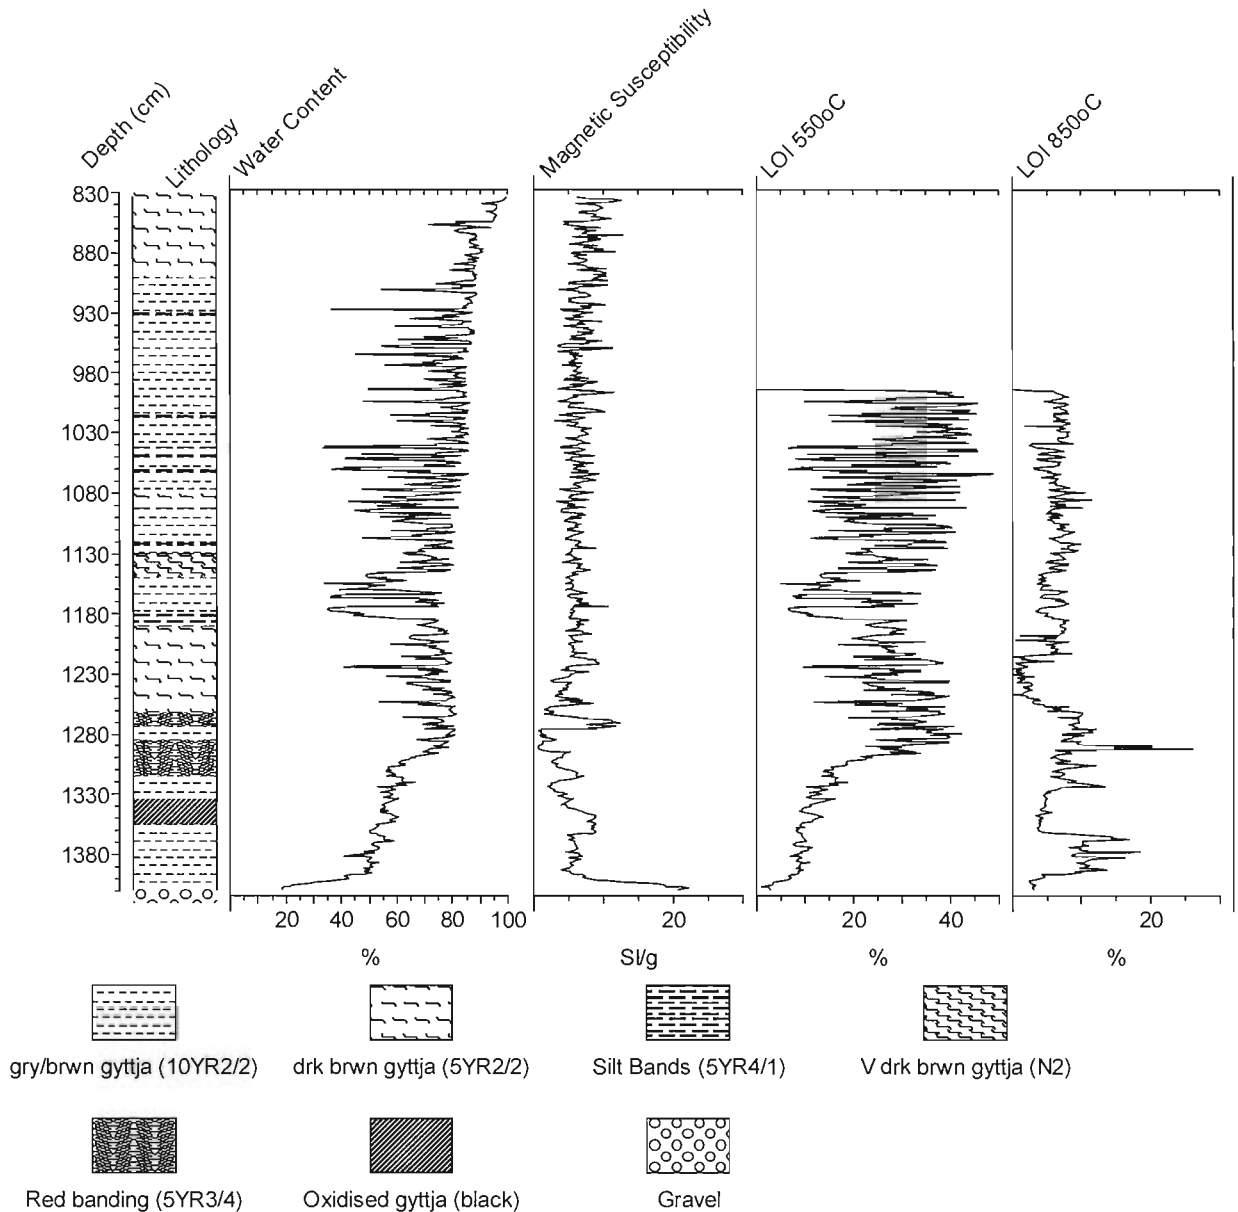 Depth (cm)
Lithology
Water Content
Magnetic Susceptibility
LOI 550oC
LOI 850oC
830
880
930
980
1030
1080
1130
1180
1230
1280
1330
1380
20 40 60 80 100
20
20 40
20
%
SI/g
%
%
gry/brwn gyttja (10YR2/2)
drk brwn gyttja (5YR2/2)
Silt Bands (5YR4/1)
V drk brwn gyttja (N2)
Red banding (5YR3/4)
Oxidised gyttja (black)
Gravel